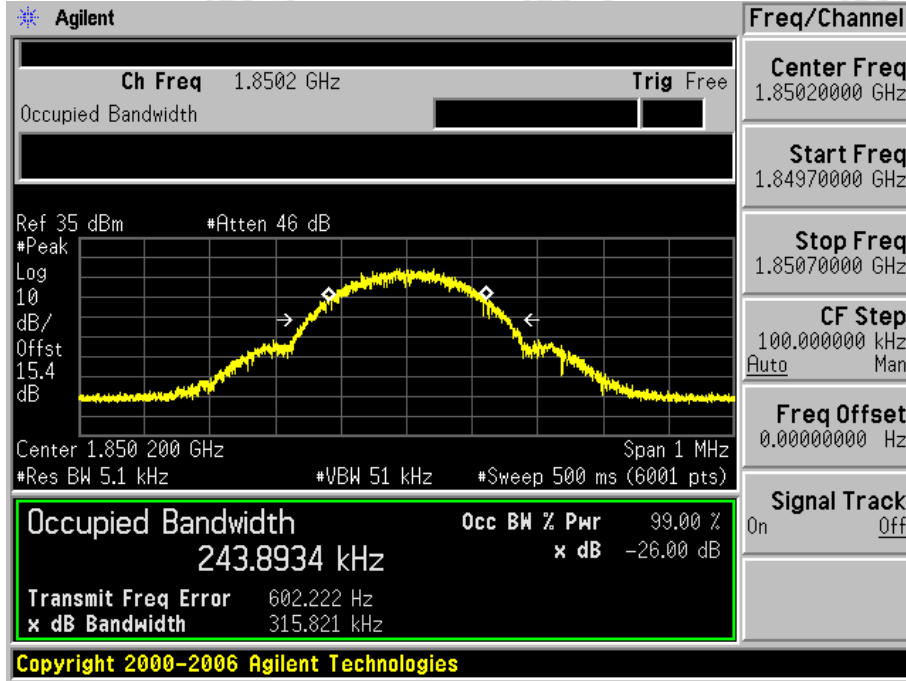 Agilent
Ch Freq 1.8502 GHz Trig Free
Occupied Bandwidth
Ref 35 dBm #Atten 46 dB
#Peak
Log
10
dB/
Offst
15.4
dB
Center 1.850 200 GHz Span 1 MHz
#Res BW 5.1 kHz #VBW 51 kHz #Sweep 500 ms (6001 pts)
Occupied Bandwidth Occ BW % Pwr 99.00 %
243.8934 kHz x dB -26.00 dB
Transmit Freq Error 602.222 Hz
x dB Bandwidth 315.821 kHz
Copyright 2000-2006 Agilent Technologies
Freq/Channel
Center Freq
1.85020000 GHz
Start Freq
1.84970000 GHz
Stop Freq
1.85070000 GHz
CF Step
100.000000 kHz
Auto Man
Freq Offset
0.00000000 Hz
Signal Track
On Off